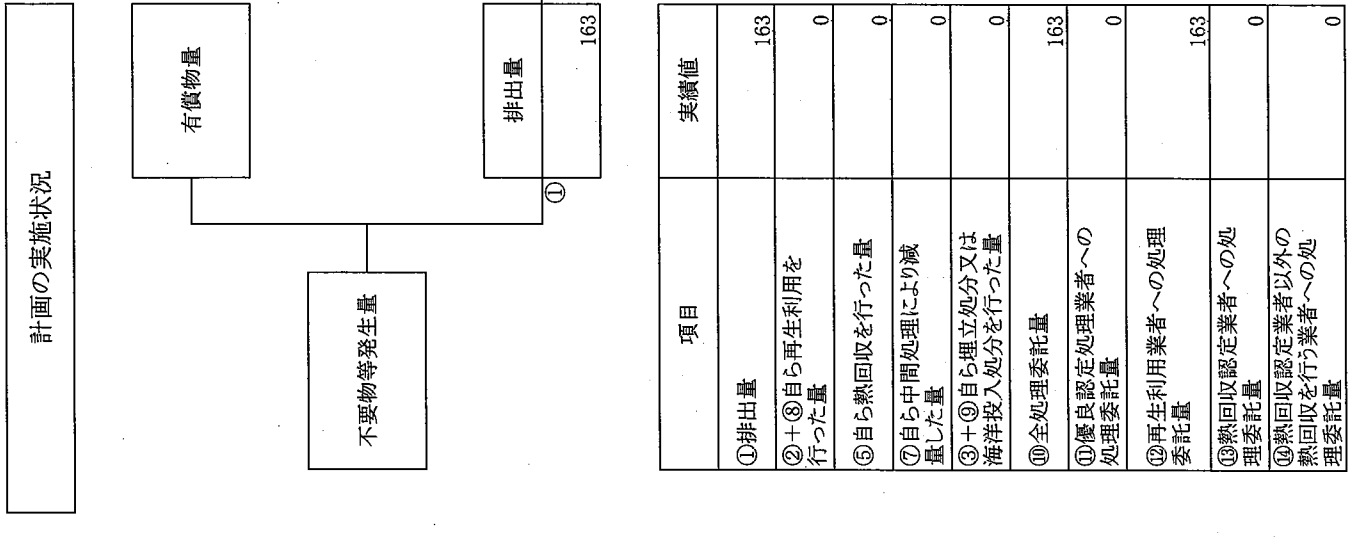 計画の実施状況
不要物等発生量
有償物量
①
排出量
163
項目
実績値
①排出量
163
②+⑧自ら再生利用を
行った量
0
⑤自ら熱回収を行った量
0
⑦自ら中間処理により減
量した量
0
③+⑨自ら埋立処分又は
海洋投入処分を行った量
0
⑩全処理委託量
163
⑪優良認定処理業者への
処理委託量
0
⑫再生利用業者への処理
委託量
163
⑬熱回収認定業者への処
理委託量
0
⑭熱回収認定業者以外の
熱回収を行う業者への処
理委託量
0